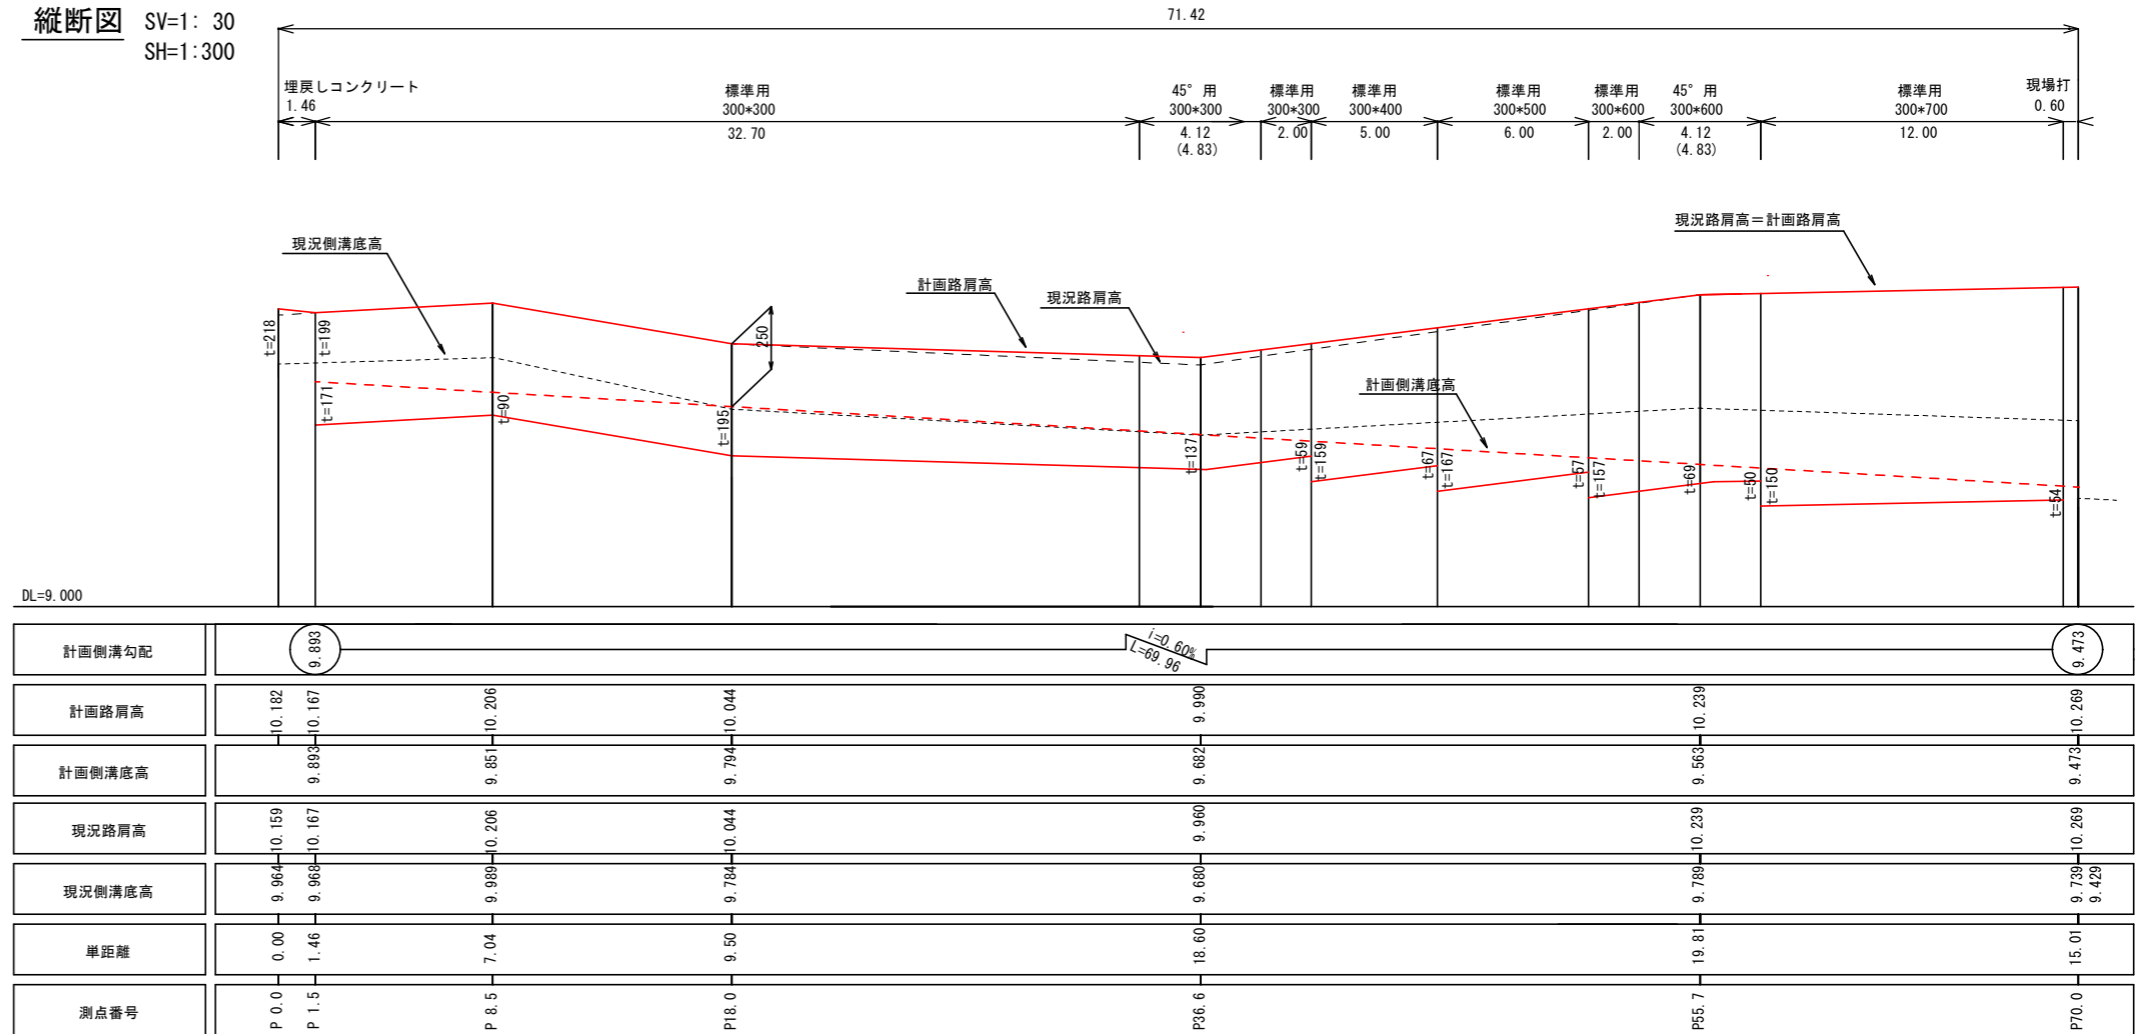 縦断図 SV=1: 30
SH=1:300
71.42
埋戻しコンクリート
1.46
標準用
300*300
32.70
45° 用
300*300
4.12
(4.83)
標準用
300*300
2.00
標準用
300*400
5.00
標準用
300*500
6.00
標準用
300*600
2.00
45° 用
300*600
4.12
(4.83)
標準用
300*700
12.00
現場打
0.60
現況側溝底高
計画路肩高
現況路肩高
計画側溝底高
現況路肩高=計画路肩高
t=218
t=199
t=171
t=90
250
t=195
t=137
t=59
t=159
t=67
t=167
t=57
t=157
t=69
t=50
t=150
t=54
DL=9.000
計画側溝勾配 9.893 i=0.60% L=69.96 9.473
計画路肩高 10.182 10.167 10.206 10.044 9.990 10.239 10.269
計画側溝底高 9.893 9.851 9.794 9.682 9.563 9.473
現況路肩高 10.159 10.167 10.206 10.044 9.960 10.239 10.269
現況側溝底高 9.964 9.968 9.989 9.784 9.680 9.789 9.739 9.429
単距離 0.00 1.46 7.04 9.50 18.60 19.81 15.01
測点番号 P 0.0 P 1.5 P 8.5 P18.0 P36.6 P55.7 P70.0